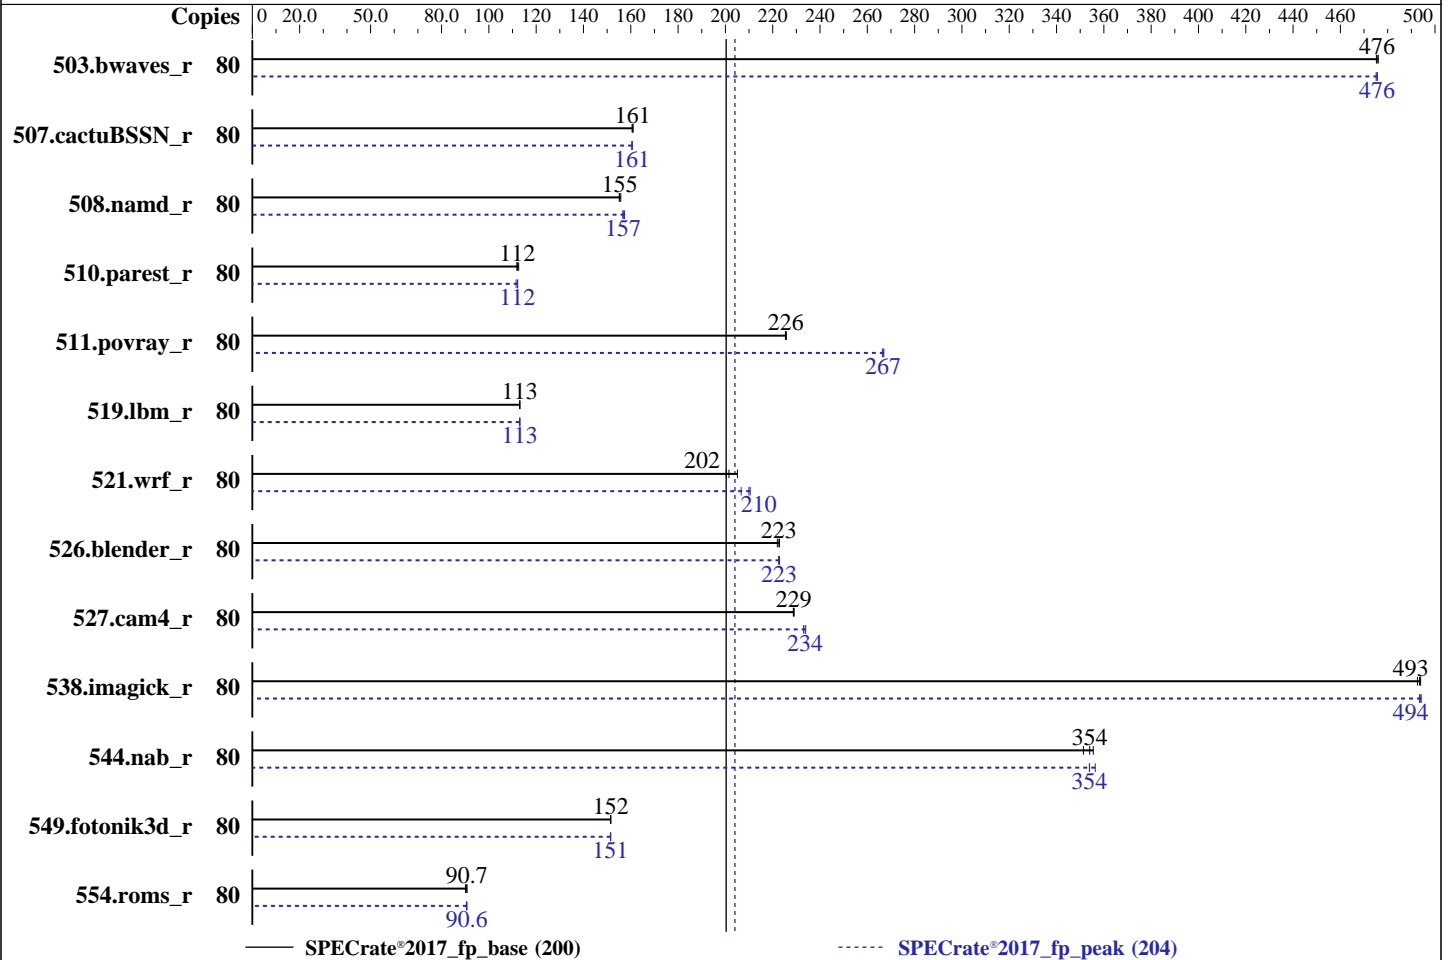 Copies 0 20.0 50.0 80.0 100 120 140 160 180 200 220 240 260 280 300 320 340 360 380 400 420 440 460 500
476
503.bwaves_r 80
476
161
507.cactuBSSN_r 80
161
155
508.namd_r 80
157
112
510.parest_r 80
112
226
511.povray_r 80
267
113
519.lbm_r 80
113
202
521.wrf_r 80
210
223
526.blender_r 80
223
229
527.cam4_r 80
234
493
538.imagick_r 80
494
354
544.nab_r 80
354
152
549.fotonik3d_r 80
151
90.7
554.roms_r 80
90.6
SPECrate®2017_fp_base (200) SPECrate®2017_fp_peak (204)